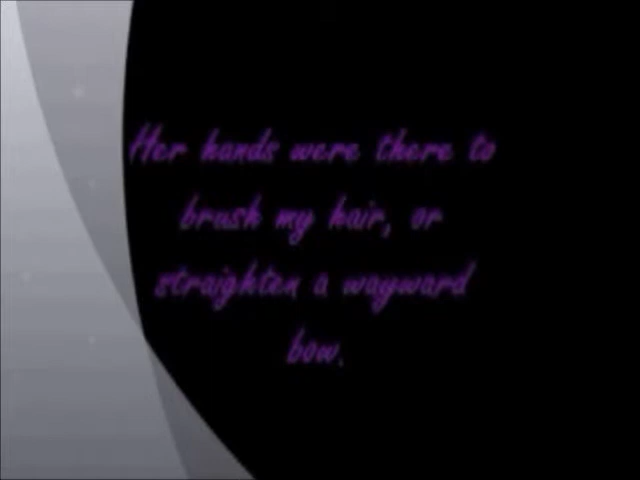 Her hands were there to
brush my hair, or
straighten a wayward
bow.